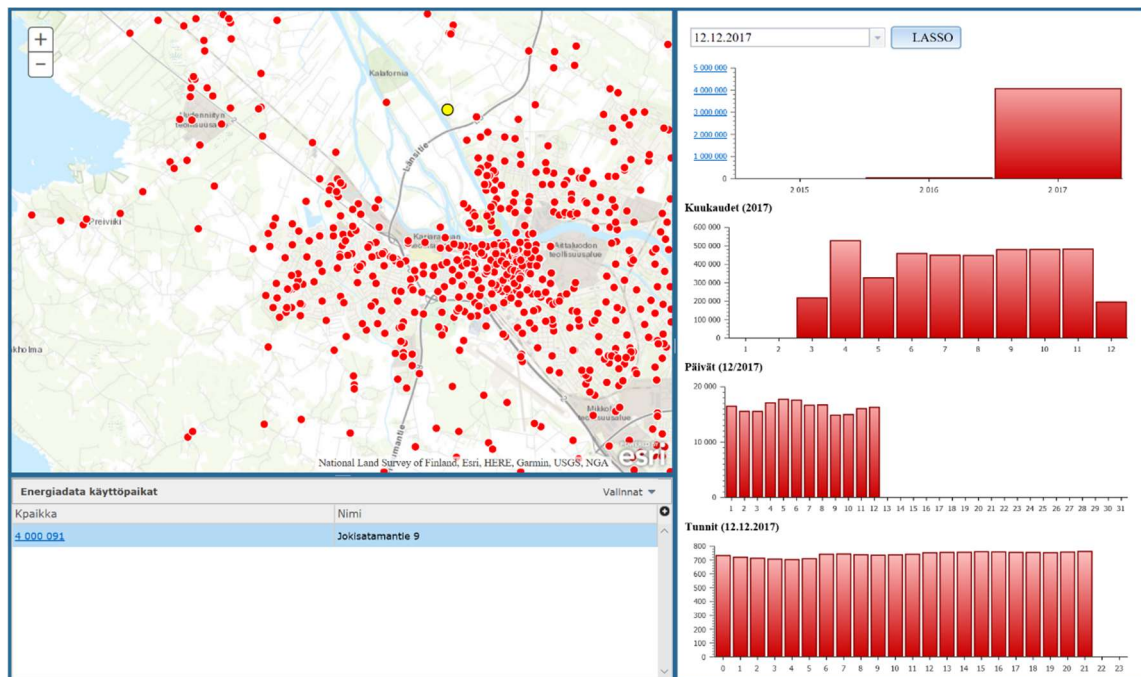 +
−
Kalafornia
Länsitie
Preiviiki
National Land Survey of Finland, Esri, HERE, Garmin, USGS, NGA
esri
Energiadata käyttöpaikat
Valinnat
Kpaikka Nimi
4 000 091 Jokisatamantie 9
12.12.2017 LASSO
5 000 000
4 000 000
3 000 000
2 000 000
1 000 000
0
2 015 2 016 2 017
Kuukaudet (2017)
600 000
500 000
400 000
300 000
200 000
100 000
0
1 2 3 4 5 6 7 8 9 10 11 12
Päivät (12/2017)
20 000
10 000
0
1 2 3 4 5 6 7 8 9 10 11 12 13 14 15 16 17 18 19 20 21 22 23 24 25 26 27 28 29 30 31
Tunnit (12.12.2017)
800
700
600
500
400
300
200
100
0
0 1 2 3 4 5 6 7 8 9 10 11 12 13 14 15 16 17 18 19 20 21 22 23